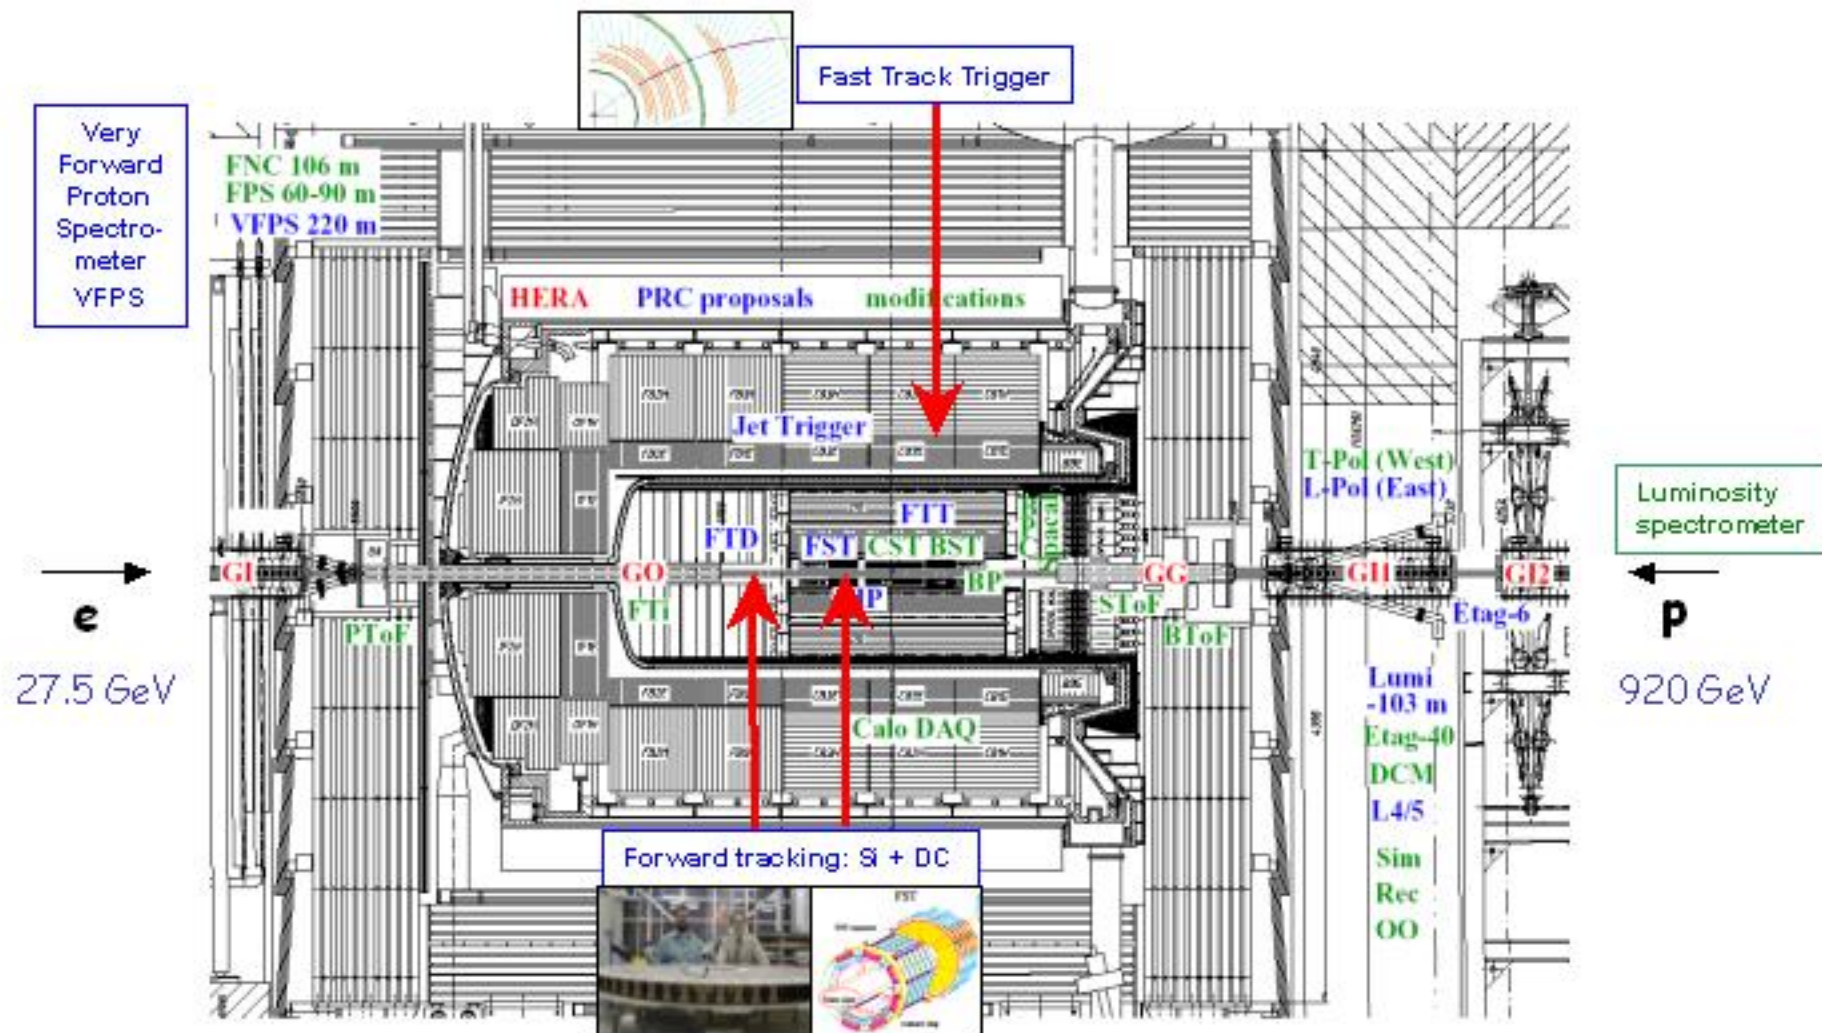 Fast Track Trigger
Very
Forward
Proton
Spectro-
meter
VFPS
FNC 106 m
FPS 60-90 m
VFPS 220 m
HERA PRC proposals modifications
Jet Trigger
T-Pol (West)
L-Pol (East)
Luminosity
spectrometer
FTT
FTD
FST CST BST
Spacal
GI GO BP GG GI1 GI2
FTi
SToF
Etag-6
PToF
BToF
e
p
27.5 GeV
920 GeV
Lumi
-103 m
Etag-40
DCM
L4/5
Calo DAQ
Sim
Rec
OO
Forward tracking: Si + DC
FST